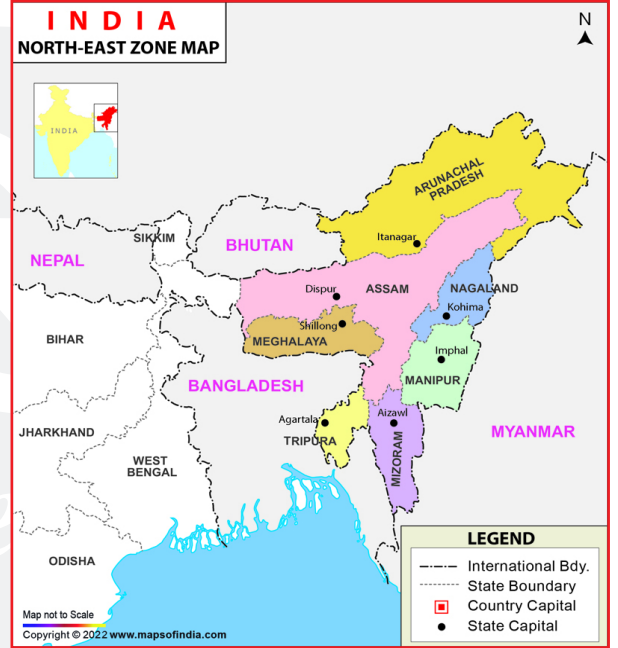 I N D I A
NORTH-EAST ZONE MAP
N
INDIA
ARUNACHAL
PRADESH
SIKKIM
BHUTAN
Itanagar
NEPAL
Dispur
ASSAM
NAGALAND
Kohima
Shillong
MEGHALAYA
BIHAR
Imphal
MANIPUR
BANGLADESH
Agartala
Aizawl
TRIPURA
MIZORAM
MYANMAR
JHARKHAND
WEST
BENGAL
ODISHA
LEGEND
International Bdy.
State Boundary
Country Capital
State Capital
Map not to Scale
Copyright © 2022 www.mapsofindia.com